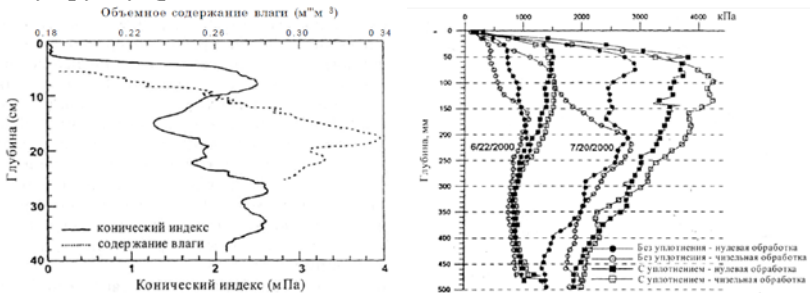 Объемное содержание влаги (м³м⁻³)
0.18 0.22 0.26 0.30 0.34
0
10
20
30
40
Глубина (см)
конический индекс
содержание влаги
0 1 2 3 4
Конический индекс (мПа)
0 1000 2000 3000 4000 кПа
0
50
100
150
200
250
300
350
400
450
500
Глубина, мм
6/22/2000
7/20/2000
Без уплотнения - нулевая обработка
Без уплотнения - чизельная обработка
С уплотнением - нулевая обработка
С уплотнением - чизельная обработка